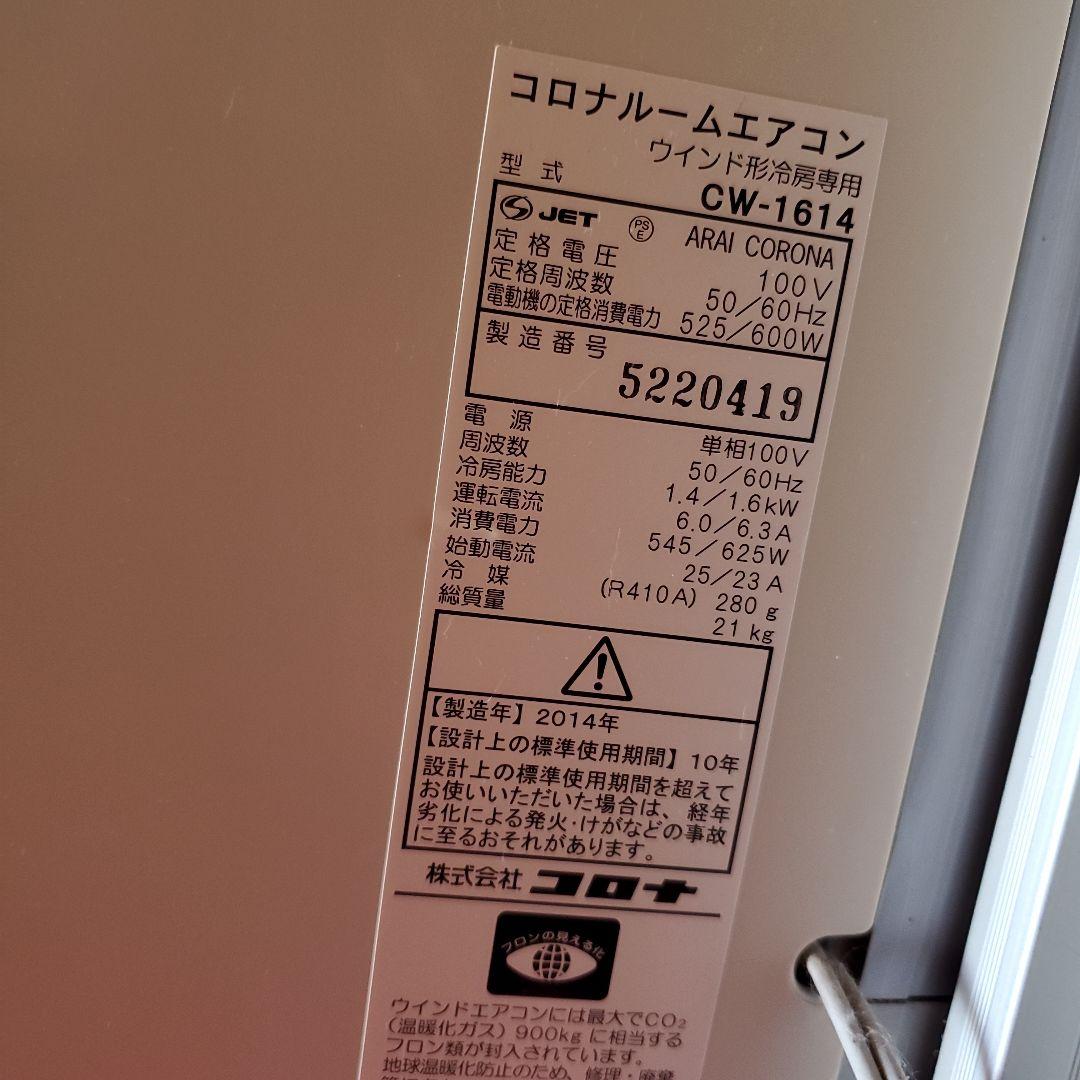 コロナルームエアコン
ウインド形冷房専用
型式 CW-1614
JET PSE ARAI CORONA
定格電圧 100V
定格周波数 50/60Hz
電動機の定格消費電力 525/600W
製造番号
5220419
電源 単相100V
周波数 50/60Hz
冷房能力 1.4/1.6kW
運転電流 6.0/6.3A
消費電力 545/625W
始動電流 25/23A
冷媒 (R410A) 280g
総質量 21kg
【製造年】2014年
【設計上の標準使用期間】10年
設計上の標準使用期間を超えて
お使いいただいた場合は、経年
劣化による発火・けがなどの事故
に至るおそれがあります。
株式会社 コロナ
フロンの見える化
ウインドエアコンには最大でCO₂
(温暖化ガス)900kgに相当する
フロン類が封入されています。
地球温暖化防止のため、修理・廃棄